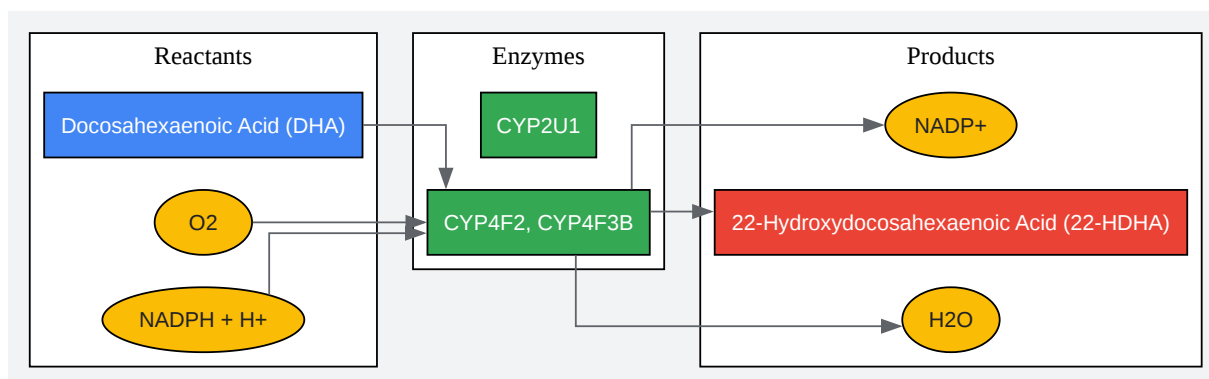 Reactants
Docosahexaenoic Acid (DHA)
O2
NADPH + H+
Enzymes
CYP2U1
CYP4F2, CYP4F3B
Products
NADP+
22-Hydroxydocosahexaenoic Acid (22-HDHA)
H2O